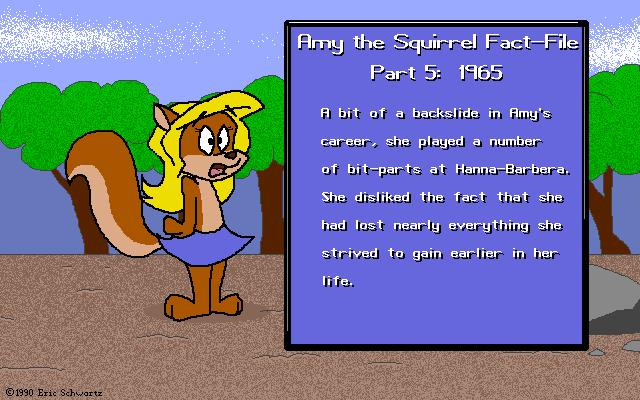 Amy the Squirrel Fact-File
Part 5: 1965
A bit of a backslide in Amy's
career, she played a number
of bit-parts at Hanna-Barbera.
She disliked the fact that she
had lost nearly everything she
strived to gain earlier in her
life.
©1990 Eric Schwartz